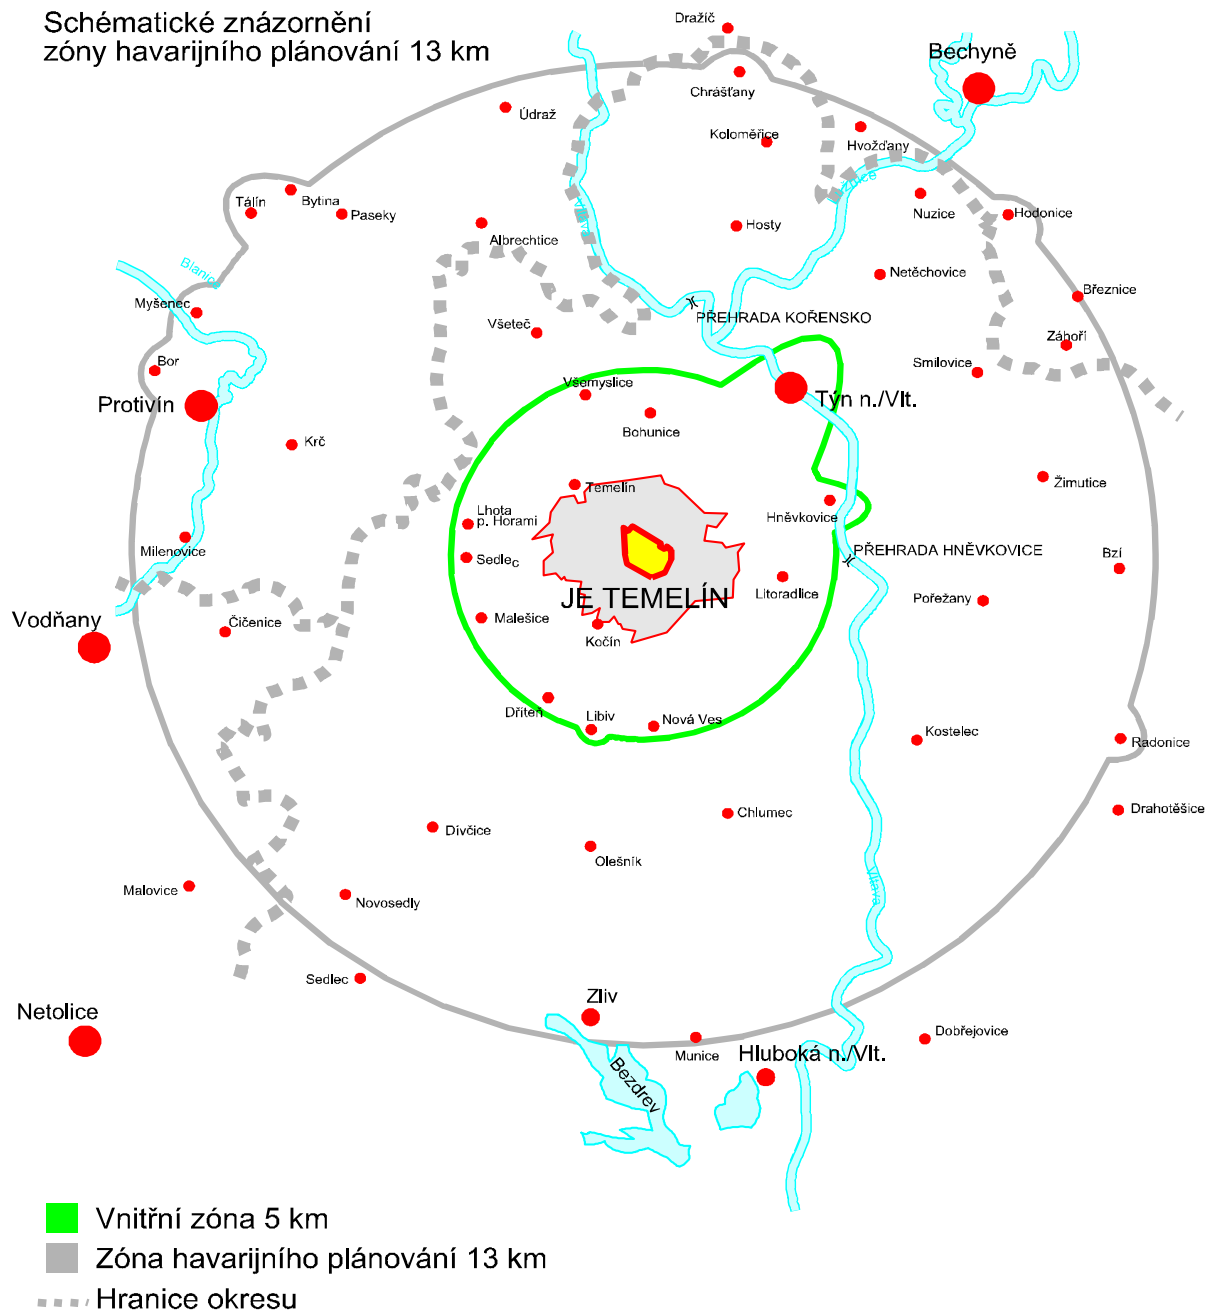 Schématické znázornění
zóny havarijního plánování 13 km
Dražíč
Bechyně
Chrášťany
Údraž
Koloměřice
Hvožďany
Lužnice
Tálín
Bytina
Paseky
Nuzice
Hodonice
Albrechtice
Vltava
Hosty
Blanice
Netěchovice
Březnice
Myšenec
PŘEHRADA KOŘENSKO
Všeteč
Záhoří
Bor
Smilovice
Všemyslice
Protivín
Týn n./Vlt.
Bohunice
Krč
Temelín
Žimutice
Lhota
p. Horami
Hněvkovice
Milenovice
Sedlec
PŘEHRADA HNĚVKOVICE
Bzí
JE TEMELÍN
Litoradlice
Pořežany
Vodňany
Čičenice
Malešice
Kočín
Dříteň
Libiv
Nová Ves
Kostelec
Radonice
Drahotěšice
Chlumec
Dívčice
Olešník
Malovice
Novosedly
Vltava
Sedlec
Zliv
Netolice
Dobřejovice
Munice
Hluboká n./Vlt.
Bezdrev
Vnitřní zóna 5 km
Zóna havarijního plánování 13 km
Hranice okresu